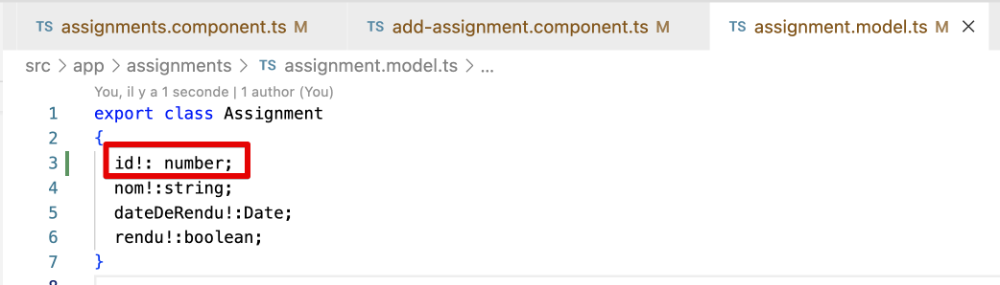 TS assignments.component.ts M TS add-assignment.component.ts M TS assignment.model.ts M
src > app > assignments > TS assignment.model.ts > ...
You, il y a 1 seconde | 1 author (You)
1 export class Assignment
2 {
3 id!: number;
4 nom!:string;
5 dateDeRendu!:Date;
6 rendu!:boolean;
7 }
8